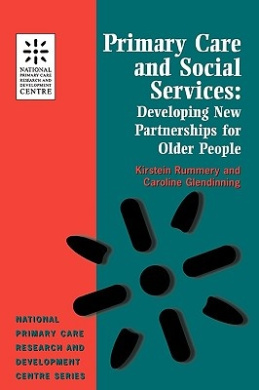 NATIONAL
PRIMARY CARE
RESEARCH AND
DEVELOPMENT
CENTRE
Primary Care
and Social
Services:
Developing New
Partnerships for
Older People
Kirstein Rummery and
Caroline Glendinning
NATIONAL
PRIMARY CARE
RESEARCH AND
DEVELOPMENT
CENTRE SERIES